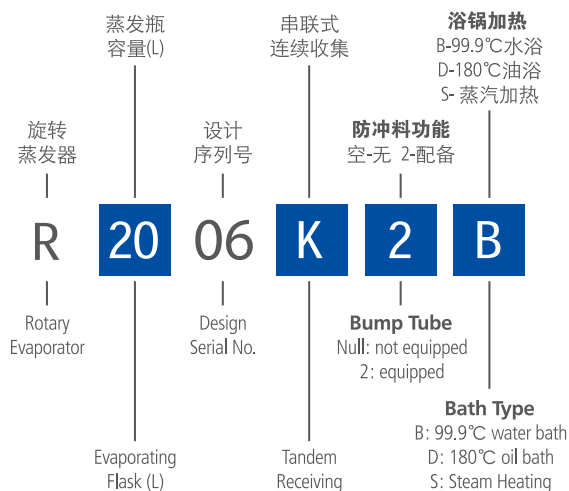 蒸发瓶
容量(L)
串联式
连续收集
浴锅加热
B-99.9℃水浴
D-180℃油浴
S- 蒸汽加热
旋转
蒸发器
设计
序列号
防冲料功能
空-无 2-配备
R 20 06 K 2 B
Rotary
Evaporator
Design
Serial No.
Bump Tube
Null: not equipped
2: equipped
Evaporating
Flask (L)
Tandem
Receiving
Bath Type
B: 99.9℃ water bath
D: 180℃ oil bath
S: Steam Heating